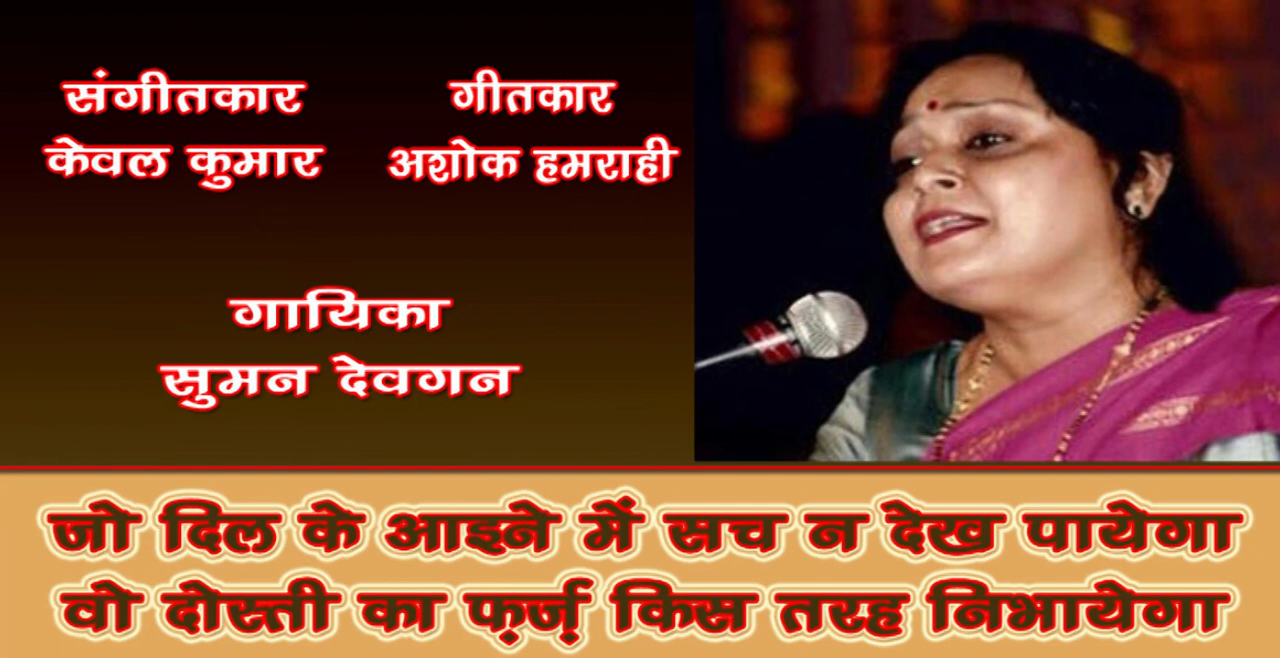 संगीतकार
केवल कुमार
गीतकार
अशोक हमराही
गायिका
सुमन देवगन
जो दिल के आइने में सच न देख पायेगा
वो दोस्ती का फ़र्ज़ किस तरह निभायेगा